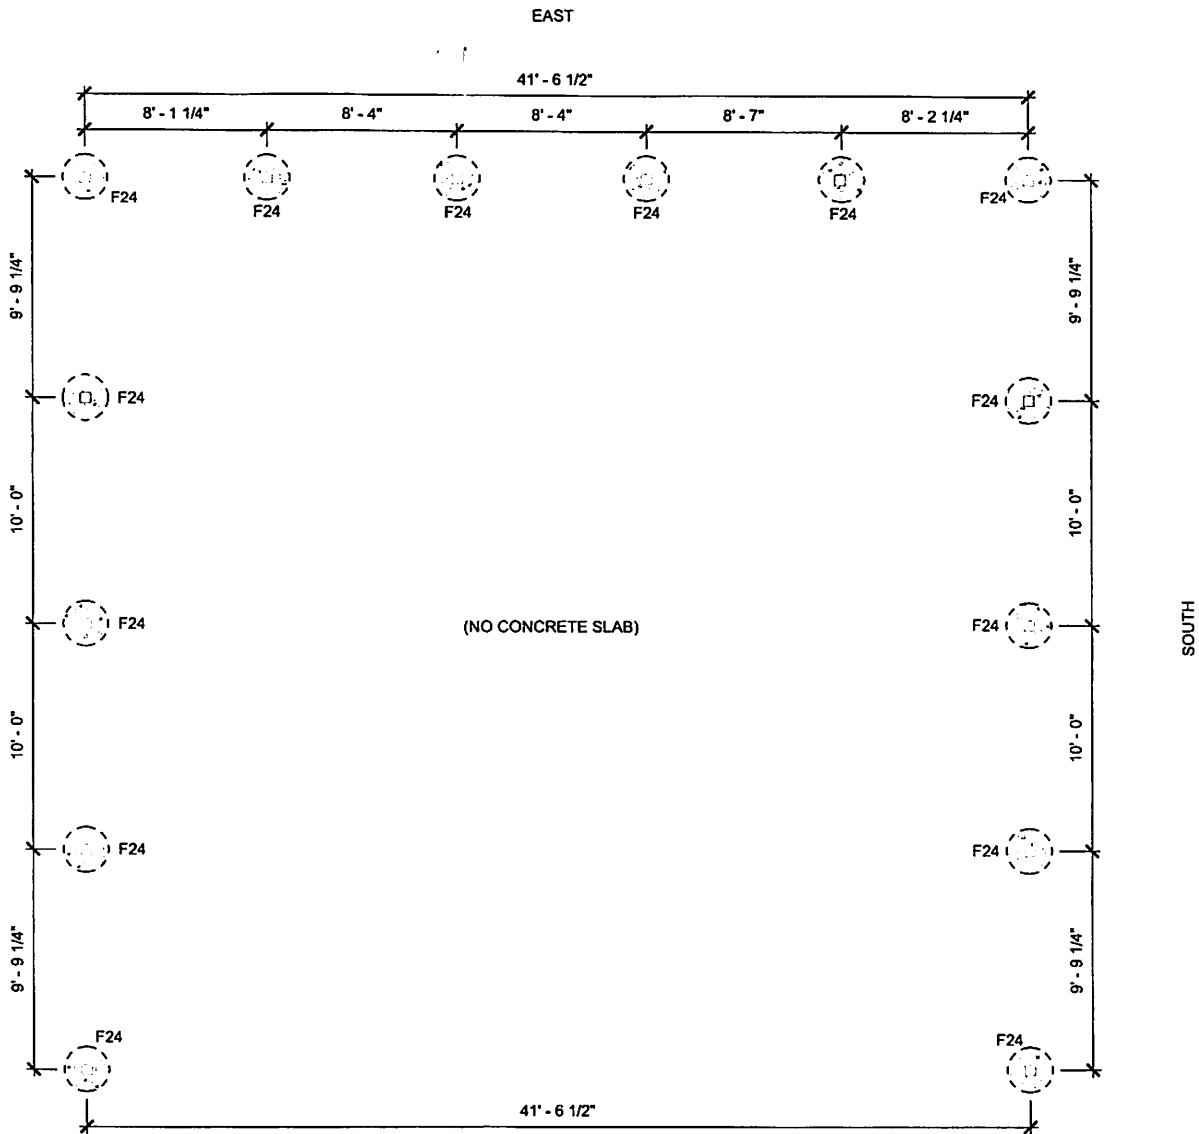 EAST
41' - 6 1/2"
8' - 1 1/4"
8' - 4"
8' - 4"
8' - 7"
8' - 2 1/4"
F24
F24
F24
F24
F24
F24
9' - 9 1/4"
9' - 9 1/4"
F24
F24
10' - 0"
10' - 0"
F24
(NO CONCRETE SLAB)
F24
SOUTH
10' - 0"
10' - 0"
F24
F24
9' - 9 1/4"
9' - 9 1/4"
F24
F24
41' - 6 1/2"